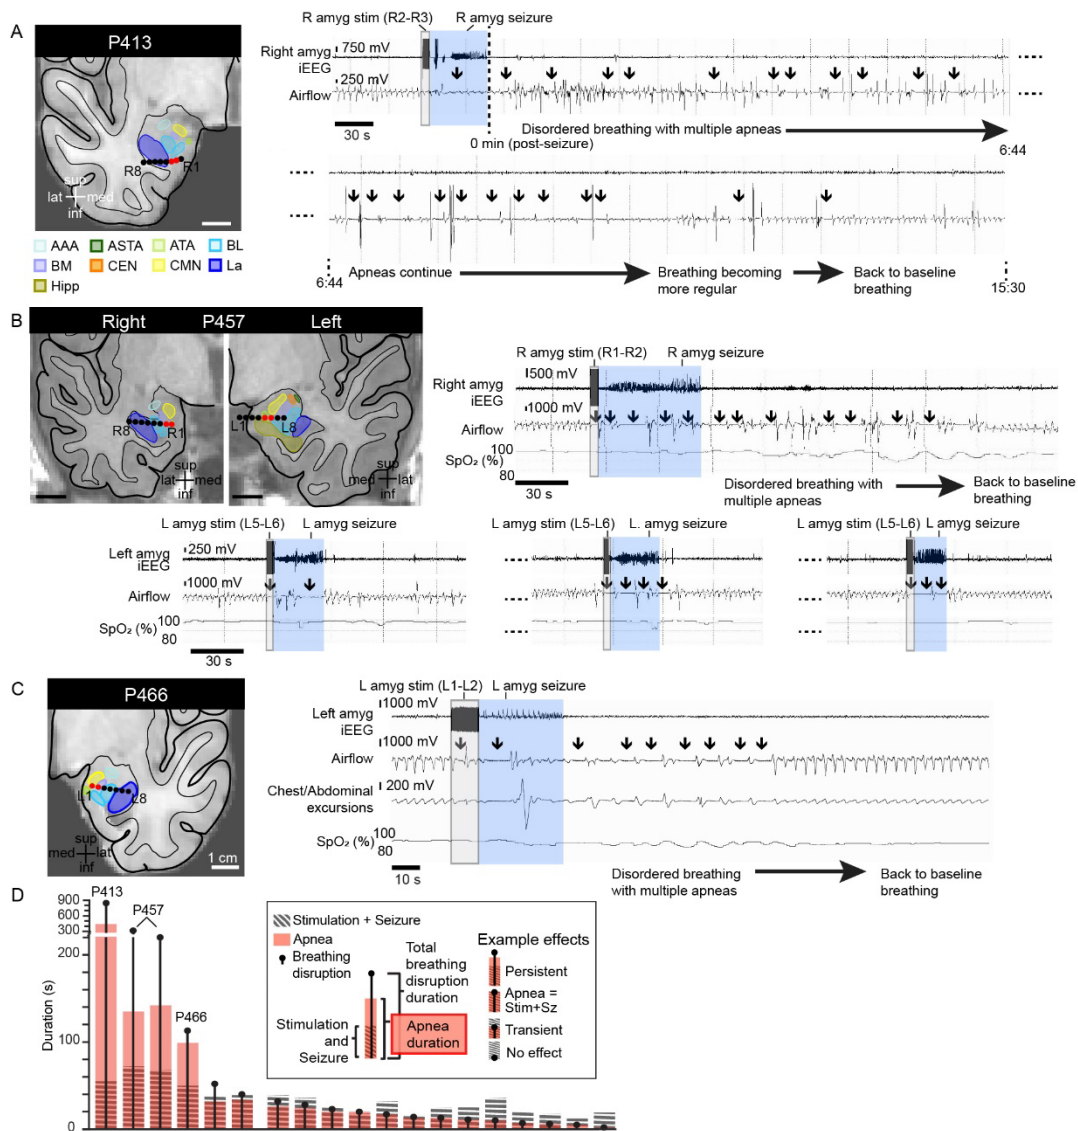 A
P413
R8
R1
sup
lat
med
inf
AAA
ASTA
ATA
BL
BM
CEN
CMN
La
Hipp
R amyg stim (R2-R3)
R amyg seizure
Right amyg
iEEG
750 mV
250 mV
Airflow
30 s
Disordered breathing with multiple apneas
0 min (post-seizure)
6:44
6:44
Apneas continue
Breathing becoming
more regular
Back to baseline
breathing
15:30
B
Right
P457
Left
R8
R1
sup
lat
med
inf
L1
L8
sup
med
lat
inf
R amyg stim (R1-R2)
R amyg seizure
Right amyg
iEEG
500 mV
1000 mV
Airflow
SpO₂ (%)
100
80
30 s
Disordered breathing with
multiple apneas
Back to baseline
breathing
L amyg stim (L5-L6)
L amyg seizure
Left amyg
iEEG
250 mV
1000 mV
Airflow
SpO₂ (%)
100
80
30 s
L amyg stim (L5-L6)
L. amyg seizure
L amyg stim (L5-L6)
L amyg seizure
C
P466
L1
L8
sup
med
lat
inf
1 cm
L amyg stim (L1-L2)
L amyg seizure
Left amyg
iEEG
1000 mV
1000 mV
Airflow
200 mV
Chest/Abdominal
excursions
SpO₂ (%)
100
80
10 s
Disordered breathing
with multiple apneas
Back to baseline
breathing
D
Duration (s)
900
600
300
200
100
0
P413
P457
P466
Stimulation + Seizure
Apnea
Breathing
disruption
Total
breathing
disruption
duration
Stimulation
and
Seizure
Apnea
duration
Example effects
Persistent
Apnea =
Stim+Sz
Transient
No effect